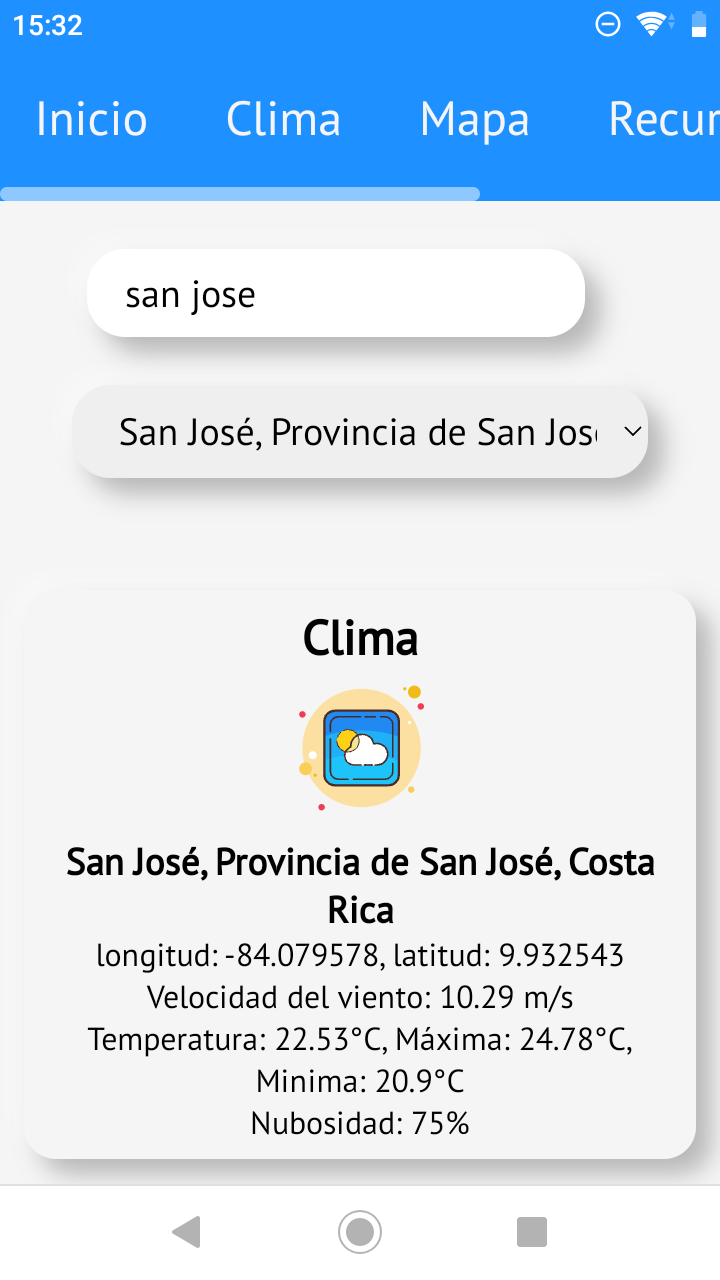 15:32
Inicio Clima Mapa Recur
san jose
San José, Provincia de San José
Clima
San José, Provincia de San José, Costa
Rica
longitud: -84.079578, latitud: 9.932543
Velocidad del viento: 10.29 m/s
Temperatura: 22.53°C, Máxima: 24.78°C,
Minima: 20.9°C
Nubosidad: 75%